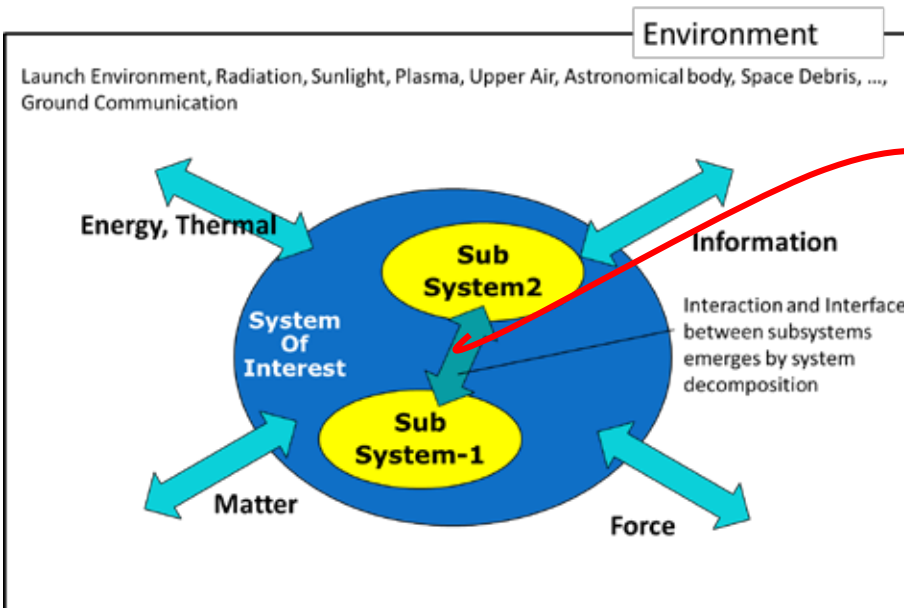 Environment
Launch Environment, Radiation, Sunlight, Plasma, Upper Air, Astronomical body, Space Debris, ...,
Ground Communication
Energy, Thermal
Information
Sub
System2
System
Of
Interest
Interaction and Interface
between subsystems
emerges by system
decomposition
Sub
System-1
Matter
Force